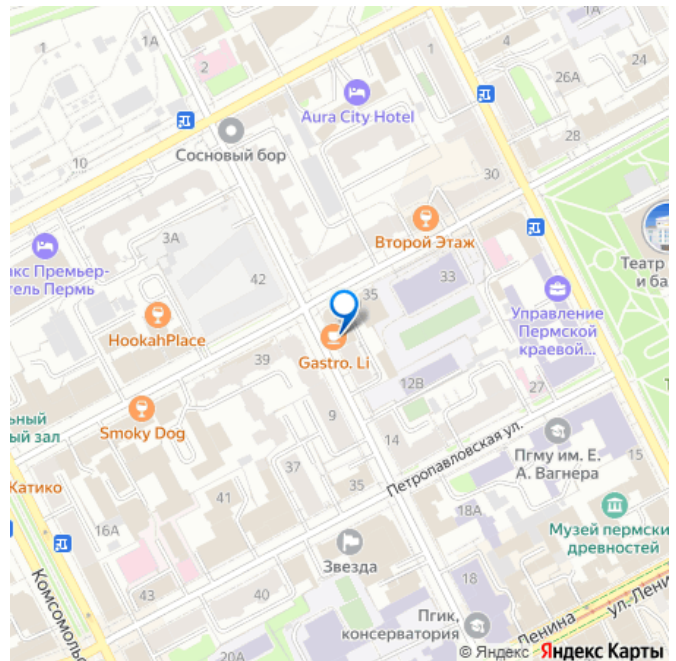 1А
2
1
4
26А
Aura City Hotel
Сосновый бор
28
10
30
Второй Этаж
3А
акс Премьер-
тель Пермь
42
35
33
Театр
и ба
Управление
Пермской
краевой...
HookahPlace
Gastro. Li
39
12В
27
ьный
ый зал
Smoky Dog
9
14
Петропавловская ул.
Пгму им. Е.
А. Вагнера
15
Катико
37
35
41
18А
16А
Музей пермски
древностей
Звезда
Комсомоль
43
40
18
20А
Пгик,
консерватория
Ленина
ул. Лени
© Яндекс Яндекс Карты